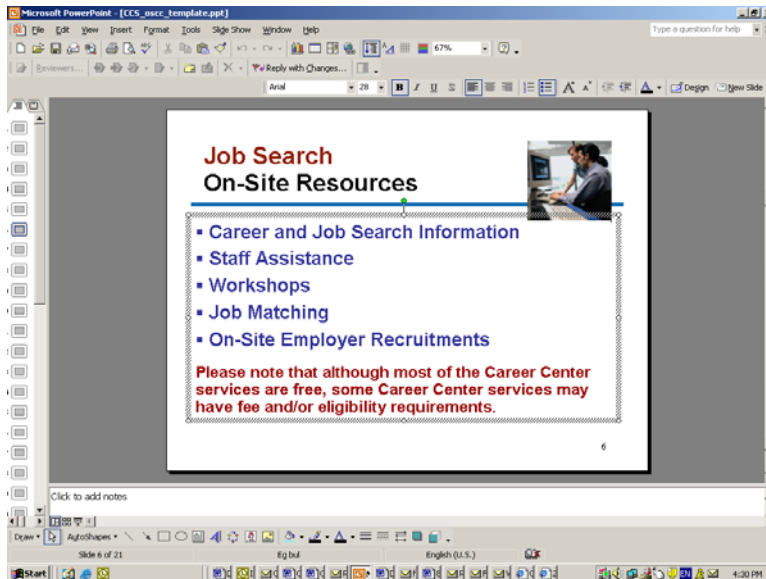 Microsoft PowerPoint - [CCS_oscc_template.ppt]
File Edit View Insert Format Tools Slide Show Window Help
Type a question for help
67%
Reviewers... Reply with Changes...
Arial 28 B I U S A A A Design New Slide
Job Search
On-Site Resources
▪ Career and Job Search Information
▪ Staff Assistance
▪ Workshops
▪ Job Matching
▪ On-Site Employer Recruitments
Please note that although most of the Career Center
services are free, some Career Center services may
have fee and/or eligibility requirements.
6
Click to add notes
Draw AutoShapes
Slide 6 of 21 Eg bul English (U.S.)
Start EN 4:30 PM